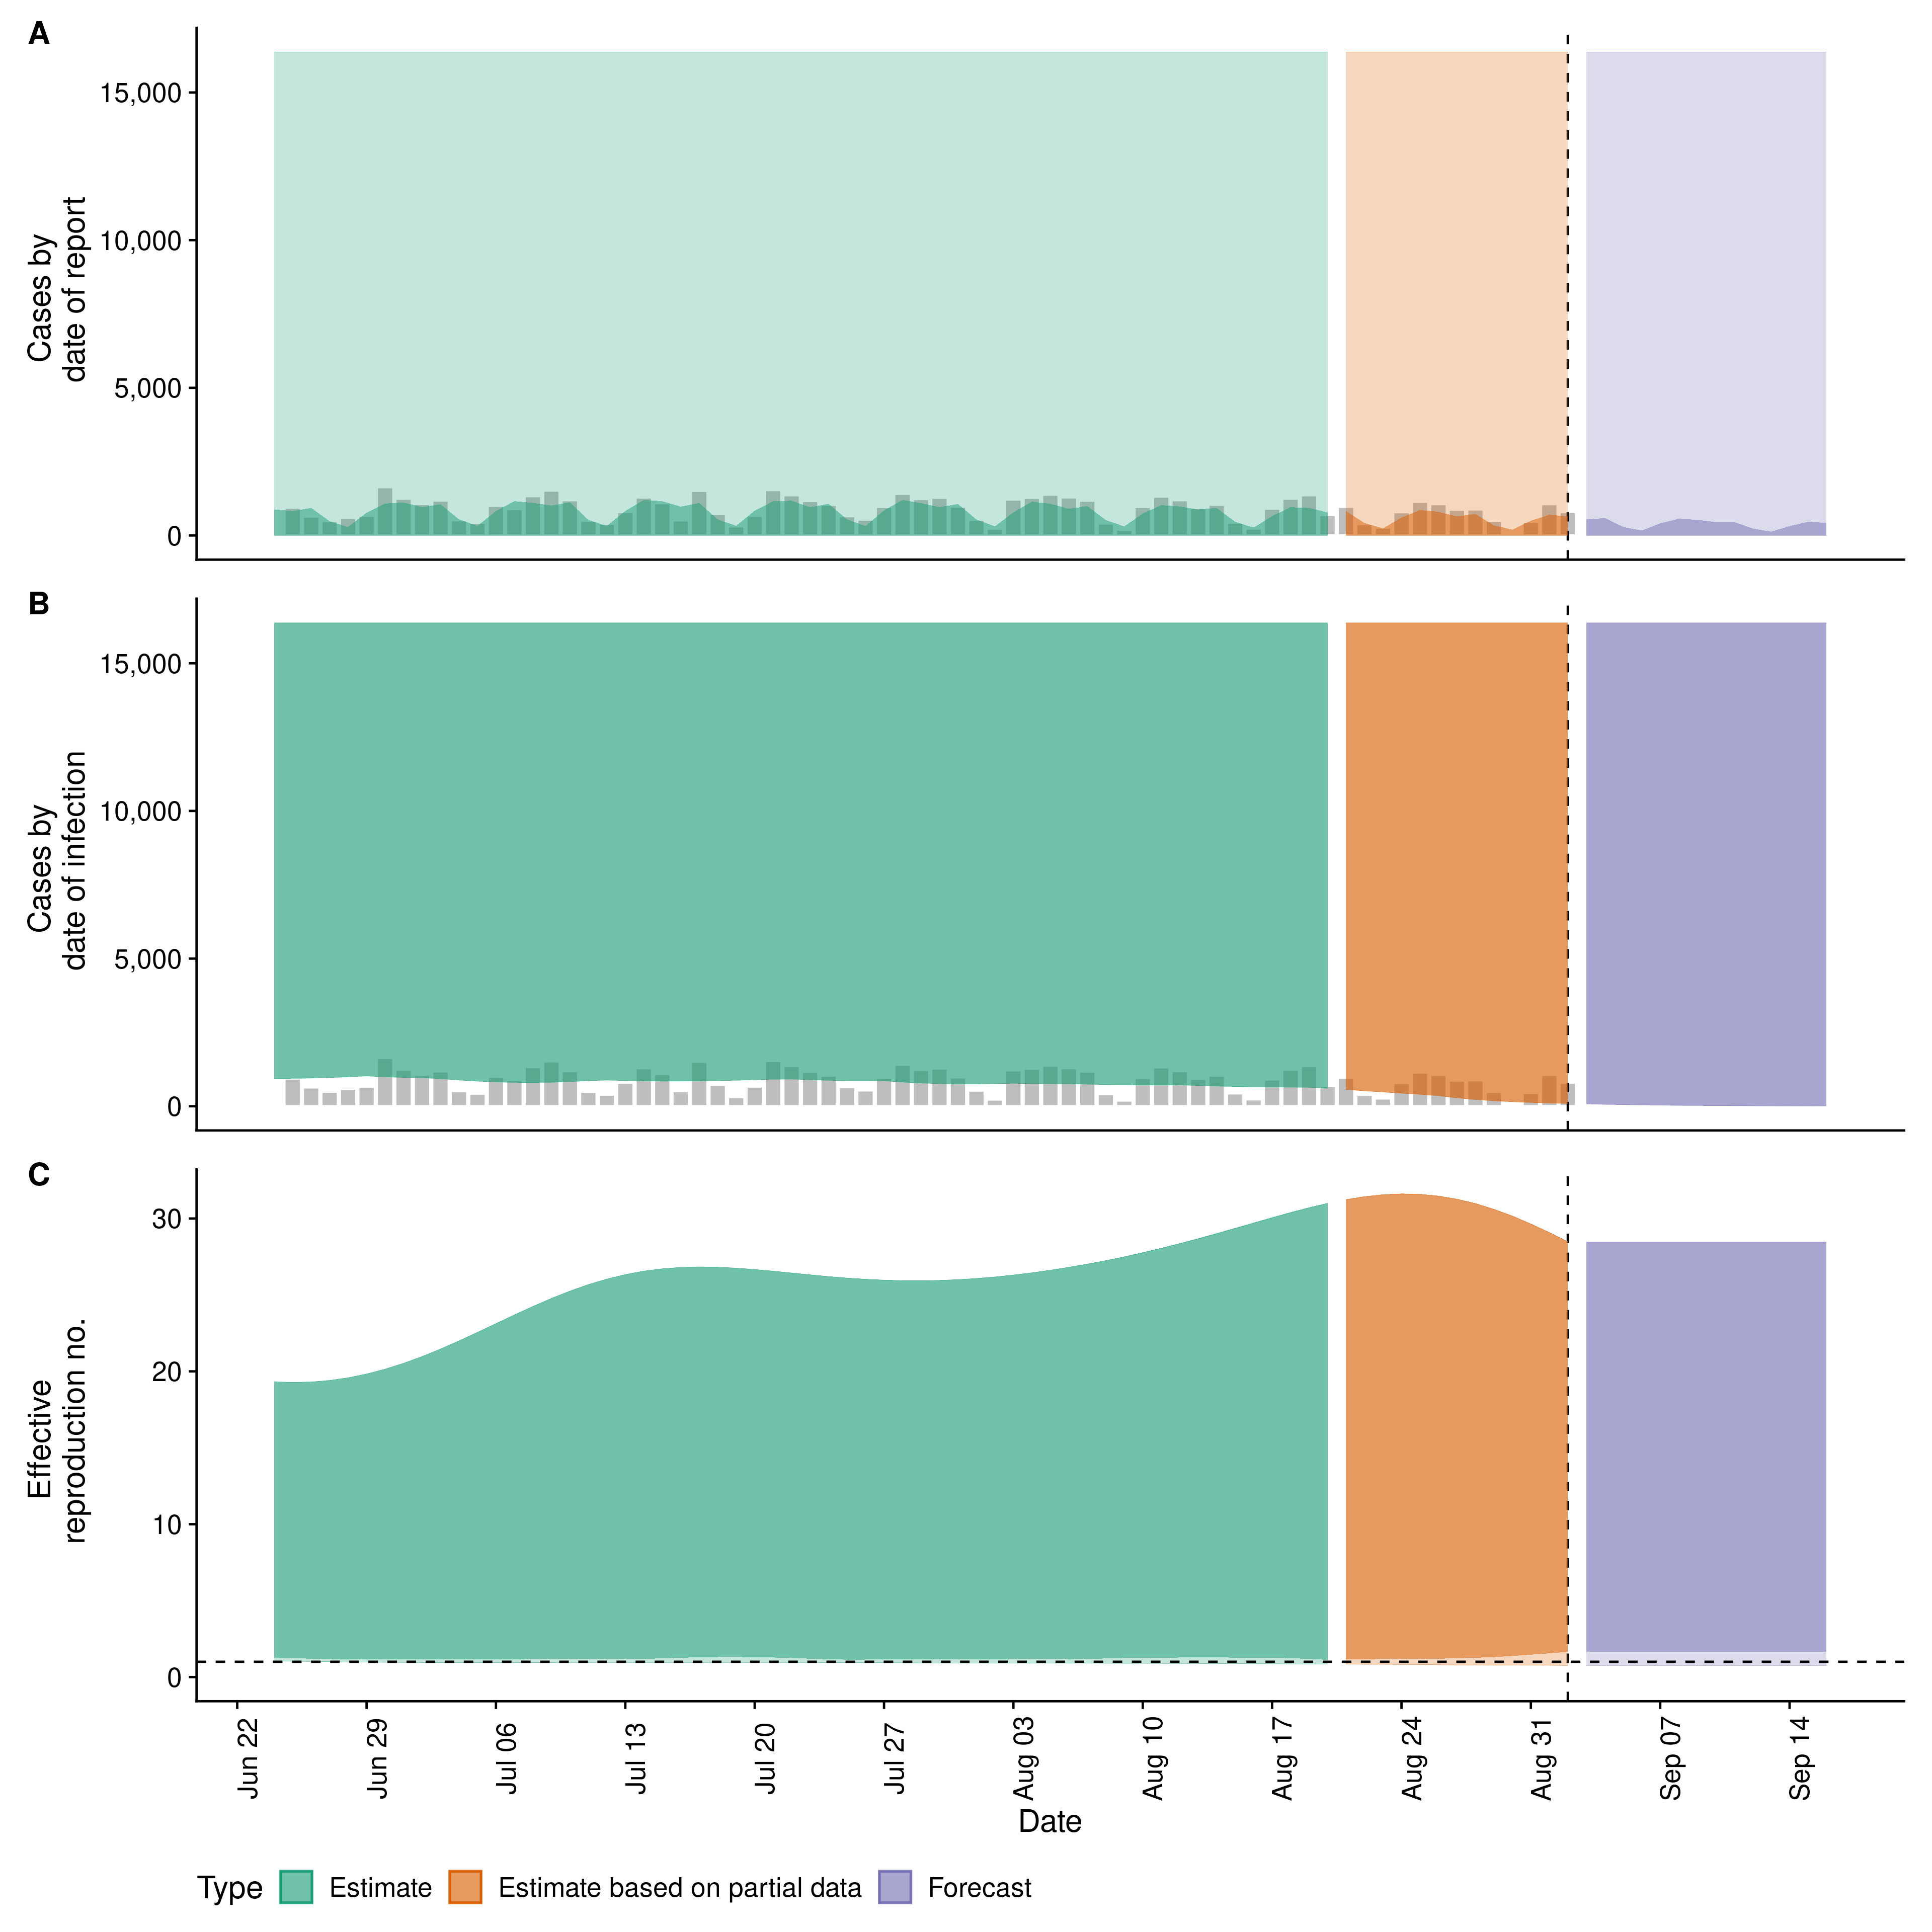 A
Cases by
date of report
15,000
10,000
5,000
0
B
Cases by
date of infection
15,000
10,000
5,000
0
C
Effective
reproduction no.
30
20
10
0
Jun 22
Jun 29
Jul 06
Jul 13
Jul 20
Jul 27
Aug 03
Aug 10
Aug 17
Aug 24
Aug 31
Sep 07
Sep 14
Date
Type Estimate Estimate based on partial data Forecast